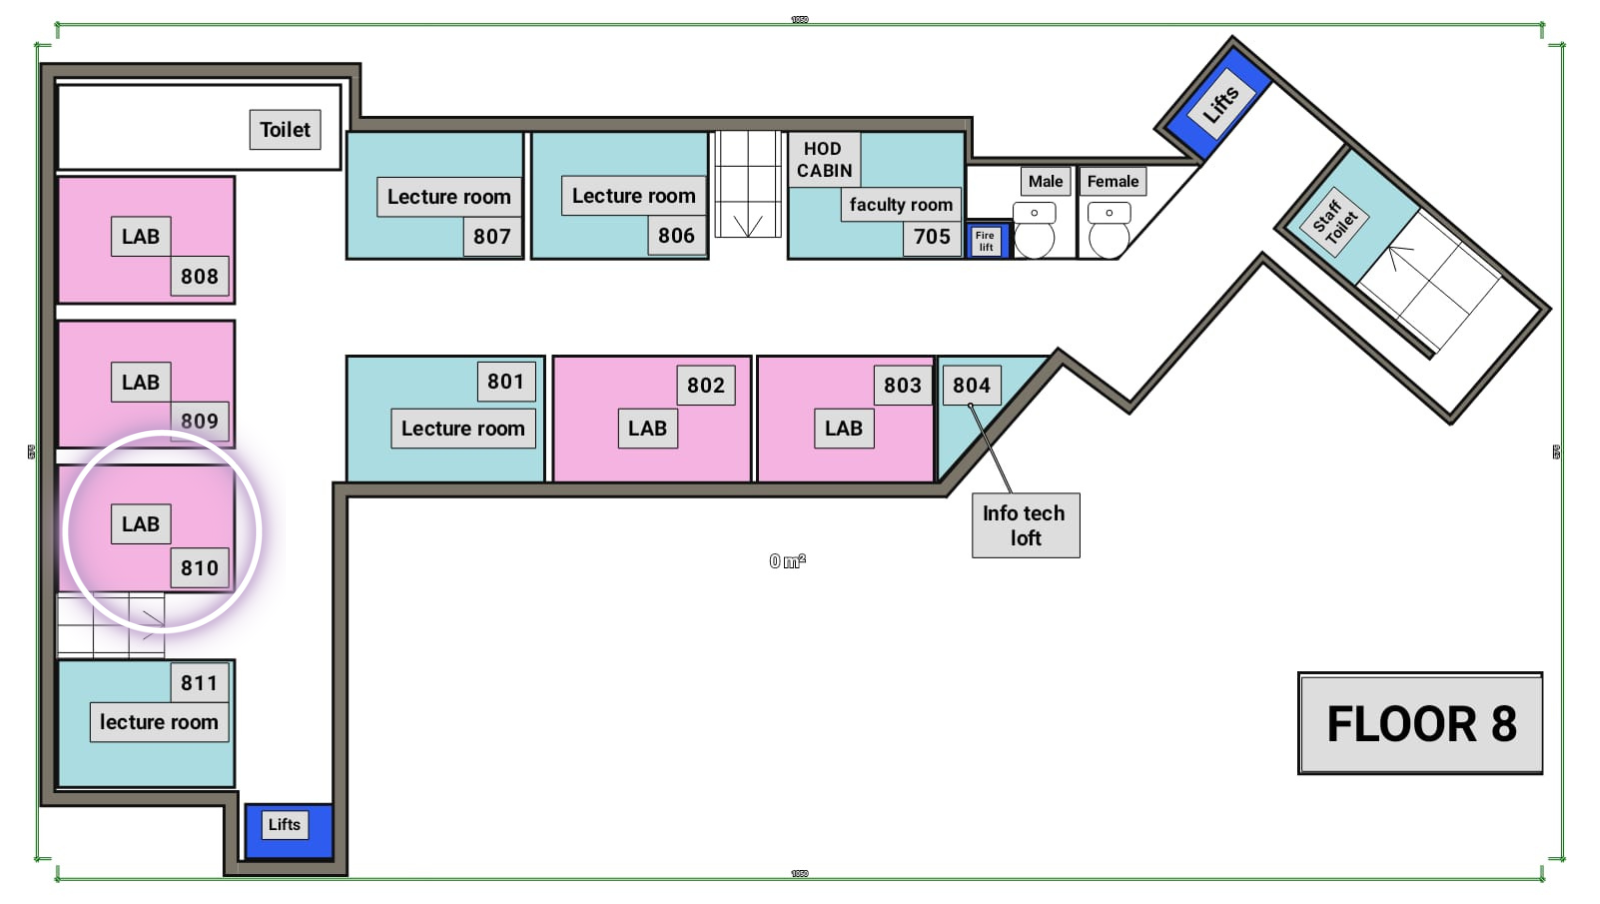 1850
Toilet
Lifts
HOD
CABIN
Male
Female
Lecture room
807
Lecture room
806
faculty room
705
Fire
lift
Staff
Toilet
LAB
808
LAB
809
801
Lecture room
802
LAB
803
LAB
804
Info tech
loft
LAB
810
0 m²
811
lecture room
FLOOR 8
Lifts
1850